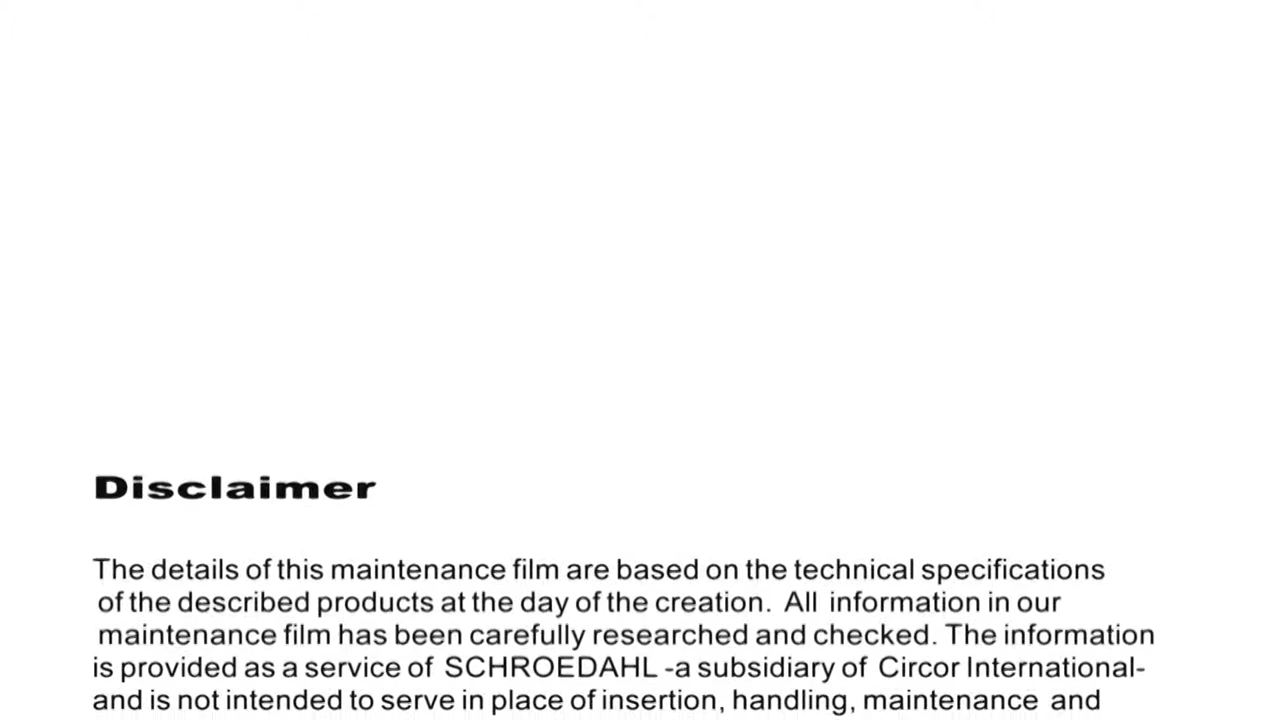 Disclaimer
The details of this maintenance film are based on the technical specifications
of the described products at the day of the creation. All information in our
maintenance film has been carefully researched and checked. The information
is provided as a service of SCHROEDAHL -a subsidiary of Circor International-
and is not intended to serve in place of insertion, handling, maintenance and